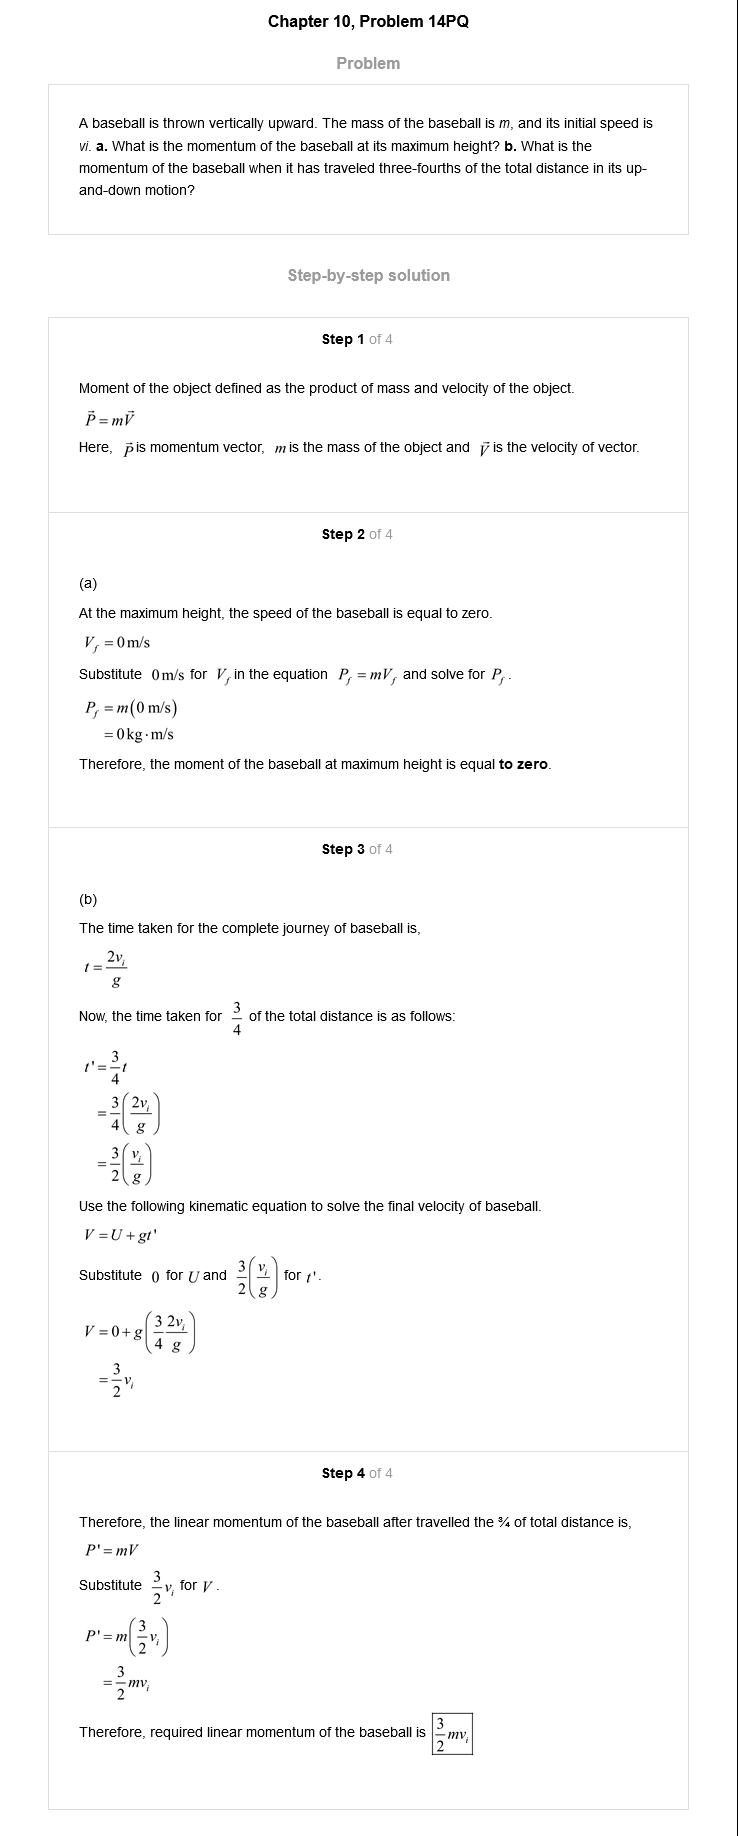 Chapter 10, Problem 14PQ
Problem
A baseball is thrown vertically upward. The mass of the baseball is m, and its initial speed is
vi. a. What is the momentum of the baseball at its maximum height? b. What is the
momentum of the baseball when it has traveled three-fourths of the total distance in its up-
and-down motion?
Step-by-step solution
Step 1 of 4
Moment of the object defined as the product of mass and velocity of the object.
$\vec{P} = m\vec{V}$
Here, $\vec{p}$ is momentum vector, m is the mass of the object and $\vec{V}$ is the velocity of vector.
Step 2 of 4
(a)
At the maximum height, the speed of the baseball is equal to zero.
$V_f = 0\,\text{m/s}$
Substitute 0 m/s for $V_f$ in the equation $P_f = mV_f$ and solve for $P_f$.
$P_f = m(0\ \text{m/s})$
$= 0\,\text{kg}\cdot\text{m/s}$
Therefore, the moment of the baseball at maximum height is equal to zero.
Step 3 of 4
(b)
The time taken for the complete journey of baseball is,
$t = \frac{2v_i}{g}$
Now, the time taken for $\frac{3}{4}$ of the total distance is as follows:
$t' = \frac{3}{4}t$
$= \frac{3}{4}\left(\frac{2v_i}{g}\right)$
$= \frac{3}{2}\left(\frac{v_i}{g}\right)$
Use the following kinematic equation to solve the final velocity of baseball.
$V = U + gt'$
Substitute 0 for U and $\frac{3}{2}\left(\frac{v_i}{g}\right)$ for t'.
$V = 0 + g\left(\frac{3}{4}\frac{2v_i}{g}\right)$
$= \frac{3}{2}v_i$
Step 4 of 4
Therefore, the linear momentum of the baseball after travelled the ¾ of total distance is,
$P' = mV$
Substitute $\frac{3}{2}v_i$ for V.
$P' = m\left(\frac{3}{2}v_i\right)$
$= \frac{3}{2}mv_i$
Therefore, required linear momentum of the baseball is $\boxed{\frac{3}{2}mv_i}$